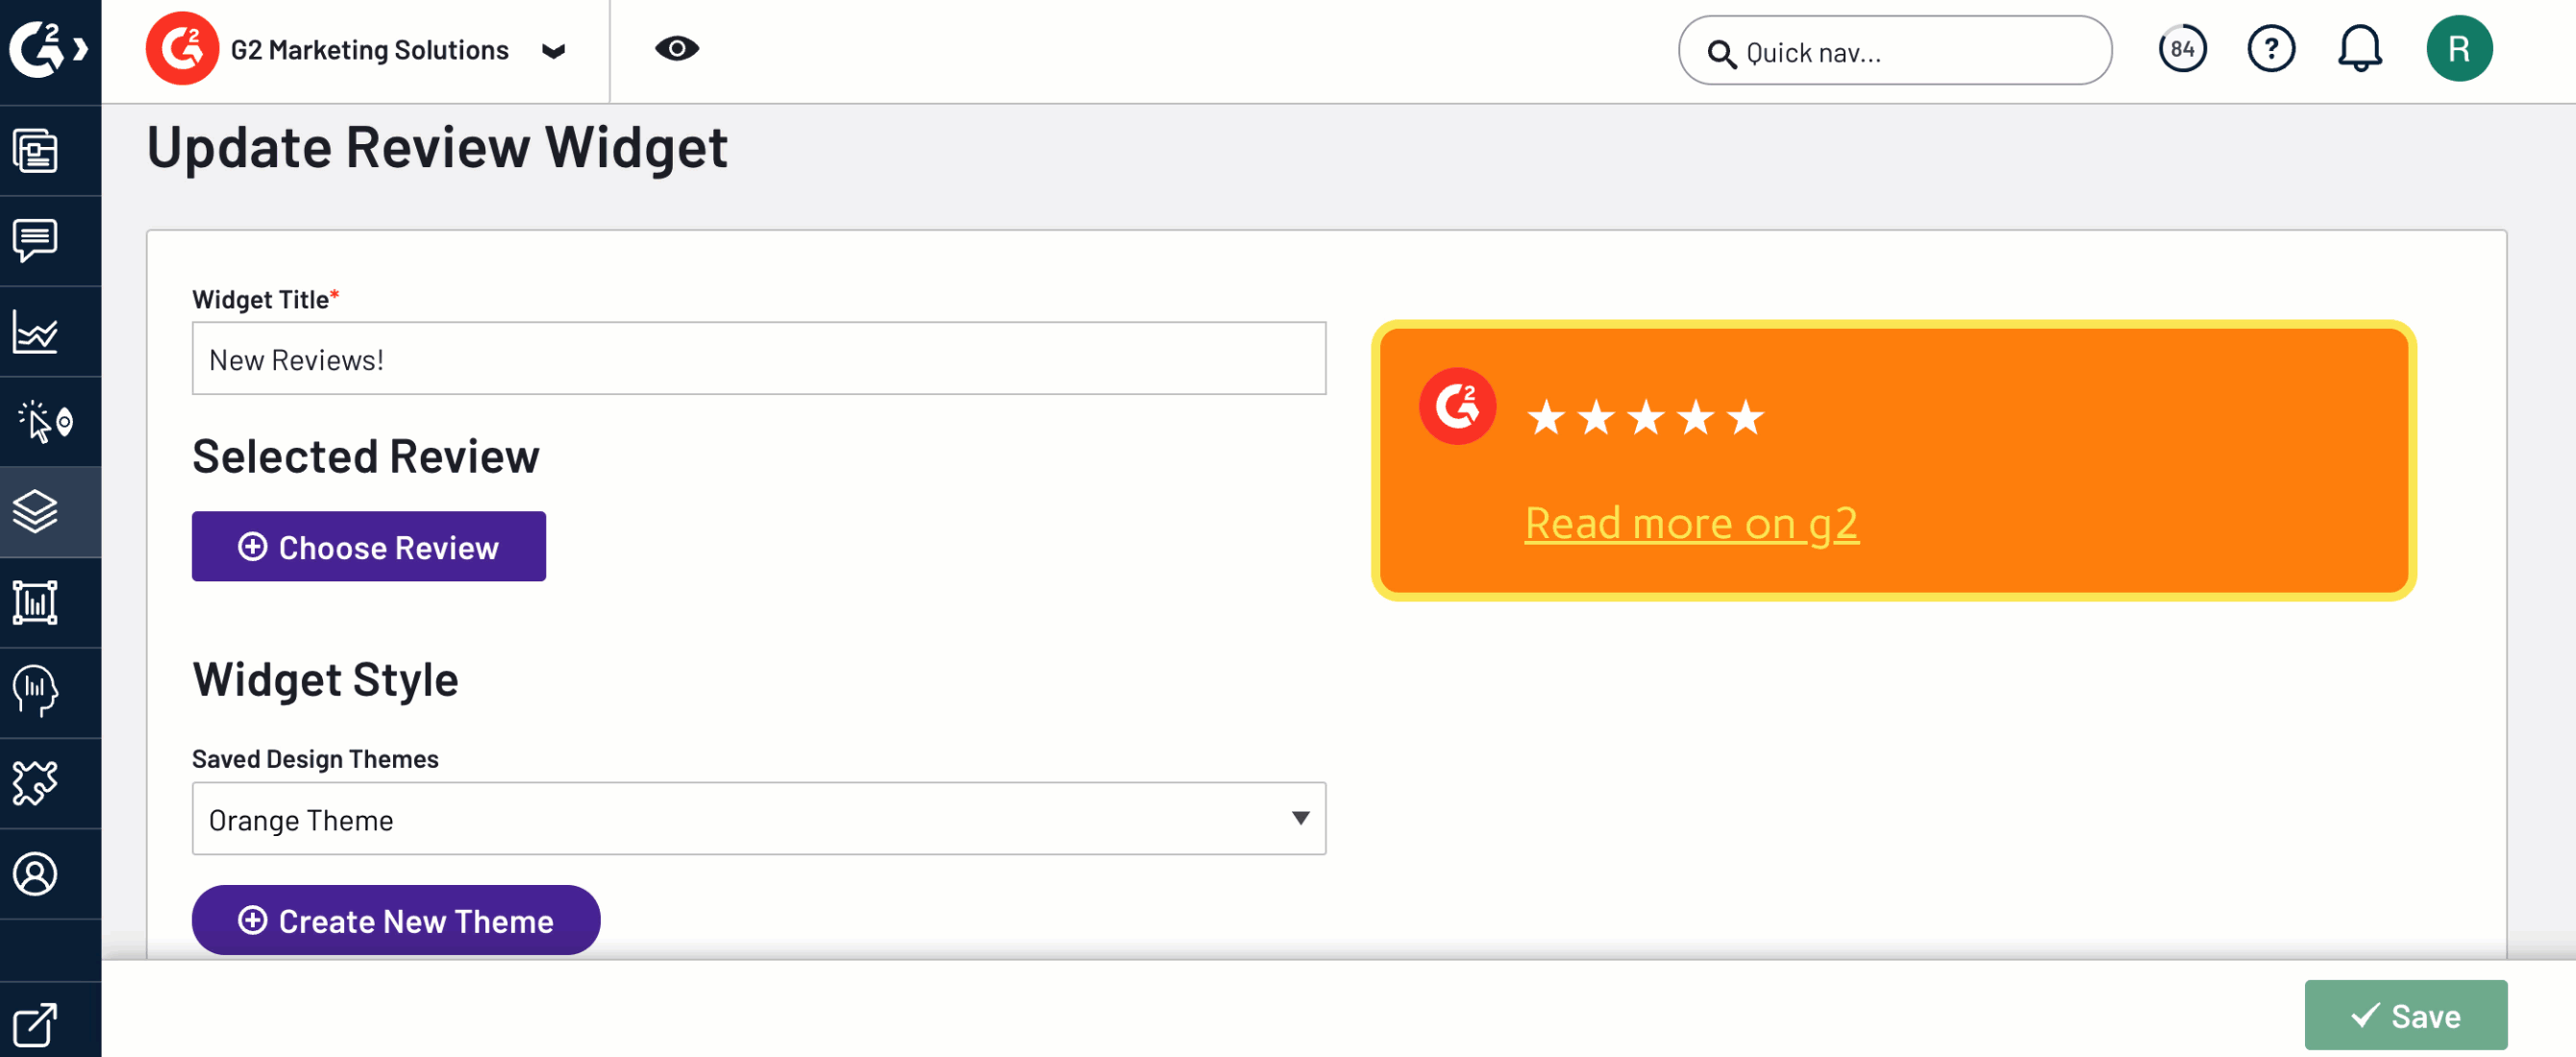 G2 Marketing Solutions
Quick nav...
84
?
R
Update Review Widget
Widget Title*
New Reviews!
Selected Review
Choose Review
Read more on g2
Widget Style
Saved Design Themes
Orange Theme
Create New Theme
Save